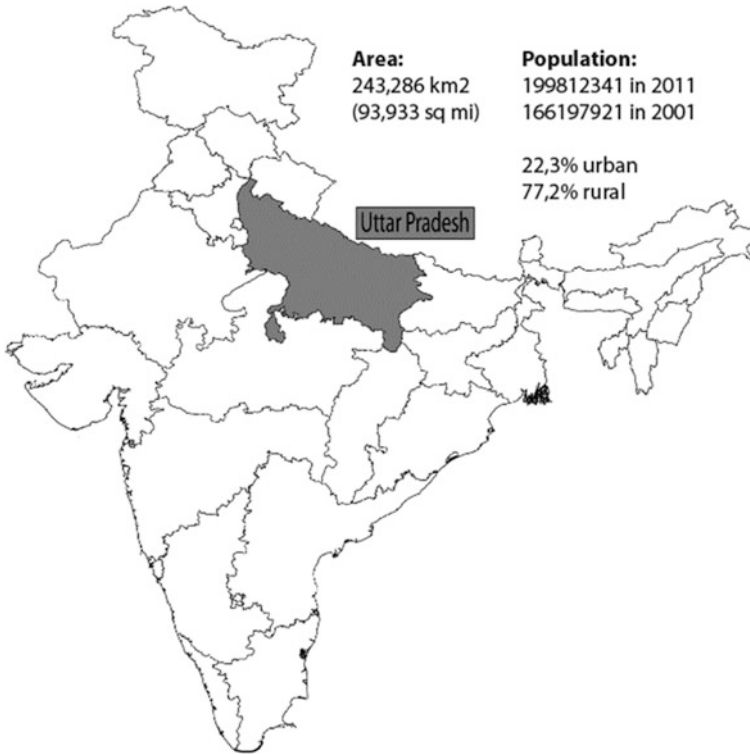 Area:
243,286 km2
(93,933 sq mi)
Population:
199812341 in 2011
166197921 in 2001
22,3% urban
77,2% rural
Uttar Pradesh